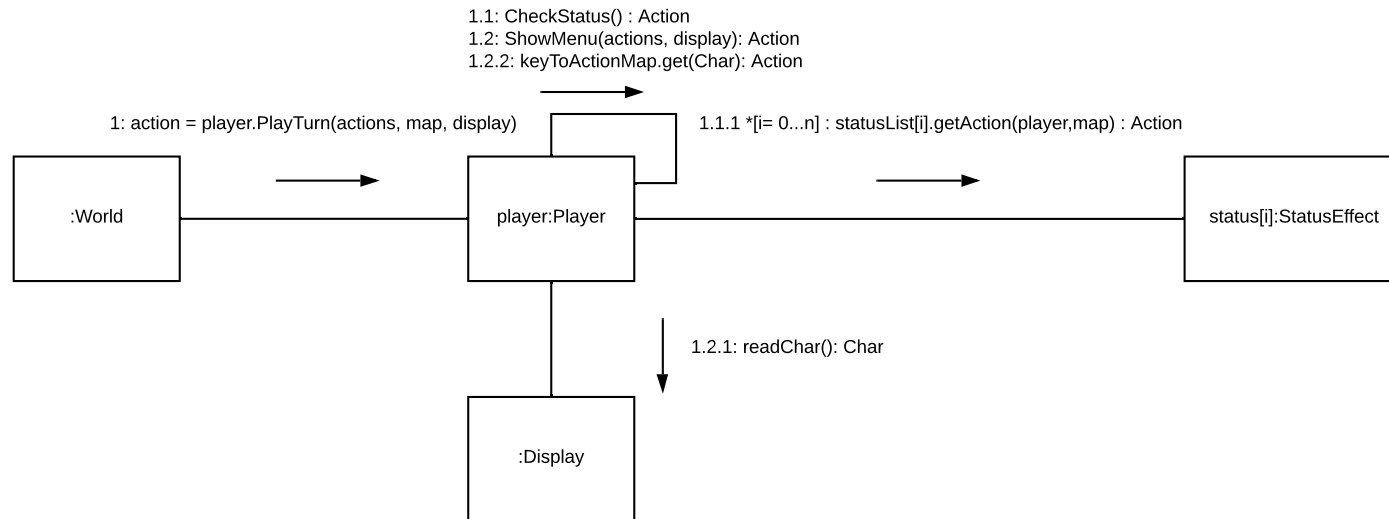 1.1: CheckStatus() : Action
1.2: ShowMenu(actions, display): Action
1.2.2: keyToActionMap.get(Char): Action
1: action = player.PlayTurn(actions, map, display)
1.1.1 *[i= 0...n] : statusList[i].getAction(player,map) : Action
:World
player:Player
status[i]:StatusEffect
1.2.1: readChar(): Char
:Display